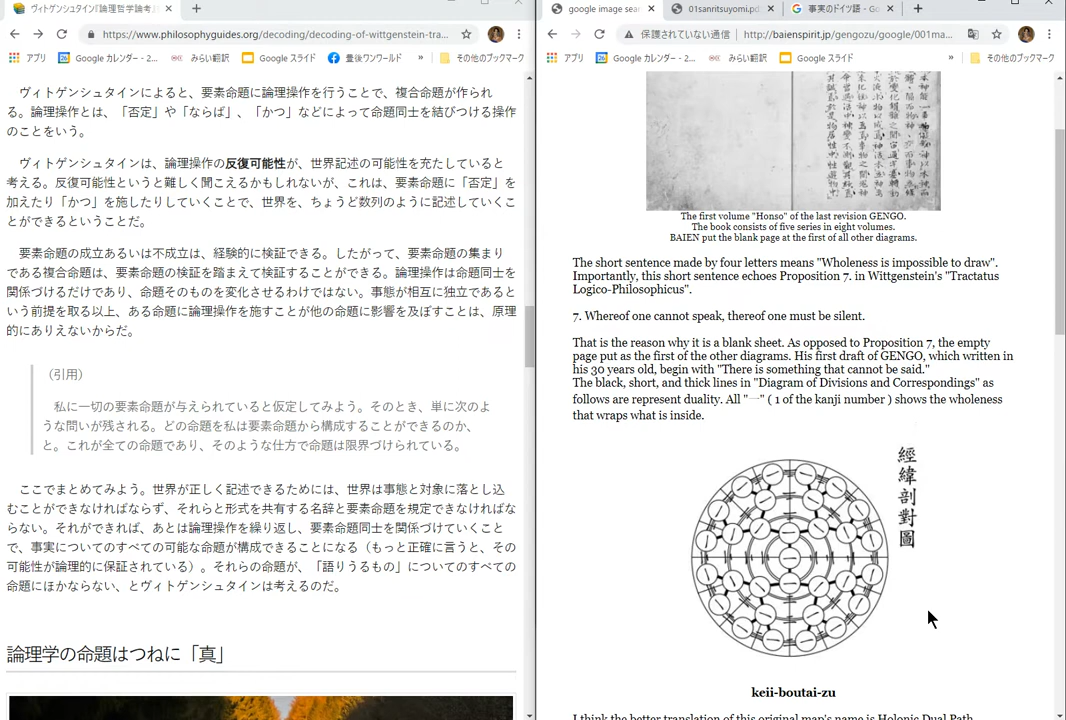 ヴィトゲンシュタイン『論理哲学論考
https://www.philosophyguides.org/decoding/decoding-of-wittgenstein-tra...
アプリ Google カレンダー - 2... みらい翻訳 Google スライド 豊後ワンワールド » その他のブックマーク
ヴィトゲンシュタインによると、要素命題に論理操作を行うことで、複合命題が作られ
る。論理操作とは、「否定」や「ならば」、「かつ」などによって命題同士を結びつける操作
のことをいう。
ヴィトゲンシュタインは、論理操作の反復可能性が、世界記述の可能性を充たしていると
考える。反復可能性というと難しく聞こえるかもしれないが、これは、要素命題に「否定」を
加えたり「かつ」を施したりしていくことで、世界を、ちょうど数列のように記述していくこ
とができるということだ。
要素命題の成立あるいは不成立は、経験的に検証できる。したがって、要素命題の集まり
である複合命題は、要素命題の検証を踏まえて検証することができる。論理操作は命題同士を
関係づけるだけであり、命題そのものを変化させるわけではない。事態が相互に独立であると
いう前提を取る以上、ある命題に論理操作を施すことが他の命題に影響を及ぼすことは、原理
的にありえないからだ。
（引用）
私に一切の要素命題が与えられていると仮定してみよう。そのとき、単に次のよ
うな問いが残される。どの命題を私は要素命題から構成することができるのか、
と。これが全ての命題であり、そのような仕方で命題は限界づけられている。
ここでまとめてみよう。世界が正しく記述できるためには、世界は事態と対象に落とし込
むことができなければならず、それらと形式を共有する名辞と要素命題を規定できなければな
らない。それができれば、あとは論理操作を繰り返し、要素命題同士を関係づけていくこと
で、事実についてのすべての可能な命題が構成できることになる（もっと正確に言うと、その
可能性が論理的に保証されている）。それらの命題が、「語りうるもの」についてのすべての
命題にほかならない、とヴィトゲンシュタインは考えるのだ。
論理学の命題はつねに「真」
google image sear 01sanritsuyomi.pdf 事実のドイツ語 - Go
保護されていない通信 http://baienspirit.jp/gengozu/google/001ma...
アプリ Google カレンダー - 2... みらい翻訳 Google スライド » その他のブックマーク
The first volume "Honso" of the last revision GENGO.
The book consists of five series in eight volumes.
BAIEN put the blank page at the first of all other diagrams.
The short sentence made by four letters means "Wholeness is impossible to draw".
Importantly, this short sentence echoes Proposition 7. in Wittgenstein's "Tractatus
Logico-Philosophicus".
7. Whereof one cannot speak, thereof one must be silent.
That is the reason why it is a blank sheet. As opposed to Proposition 7, the empty
page put as the first of the other diagrams. His first draft of GENGO, which written in
his 30 years old, begin with "There is something that cannot be said."
The black, short, and thick lines in "Diagram of Divisions and Correspondings" as
follows are represent duality. All "一" ( 1 of the kanji number ) shows the wholeness
that wraps what is inside.
經緯剖對圖
keii-boutai-zu
I think the better translation of this original map's name is Holonic Dual Path